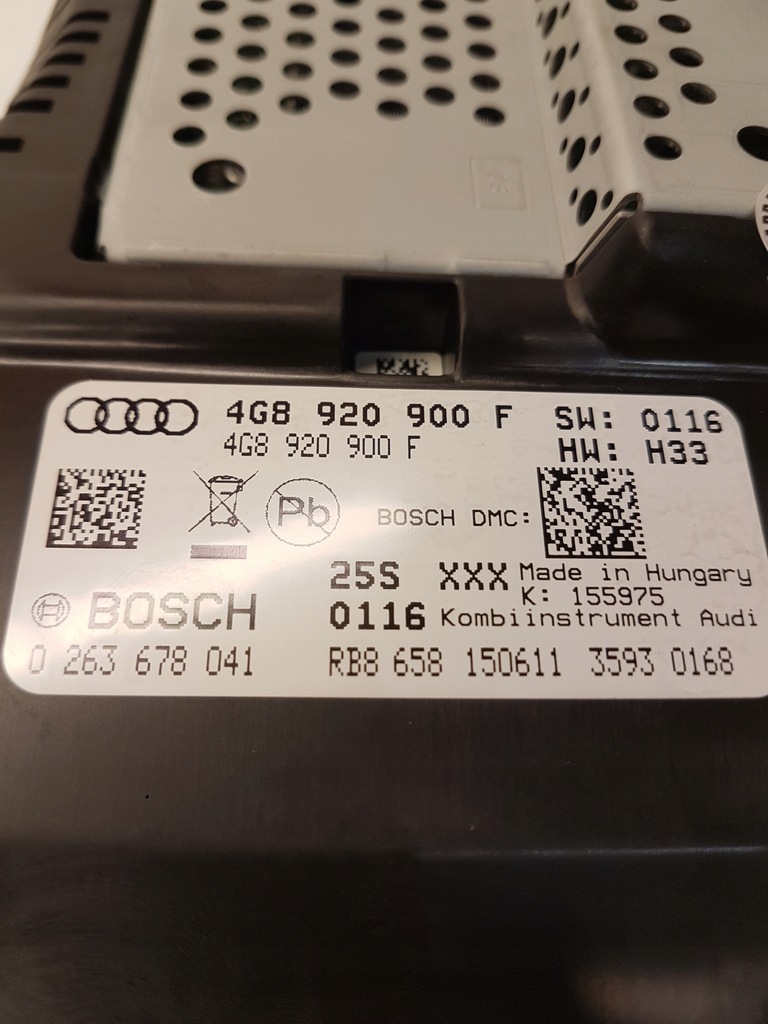 4G8 920 900 F SW: 0116
4G8 920 900 F HW: H33
Pb BOSCH DMC:
25S XXX Made in Hungary
K: 155975
BOSCH 0116 Kombiinstrument Audi
0 263 678 041 RB8 658 150611 3593 0168